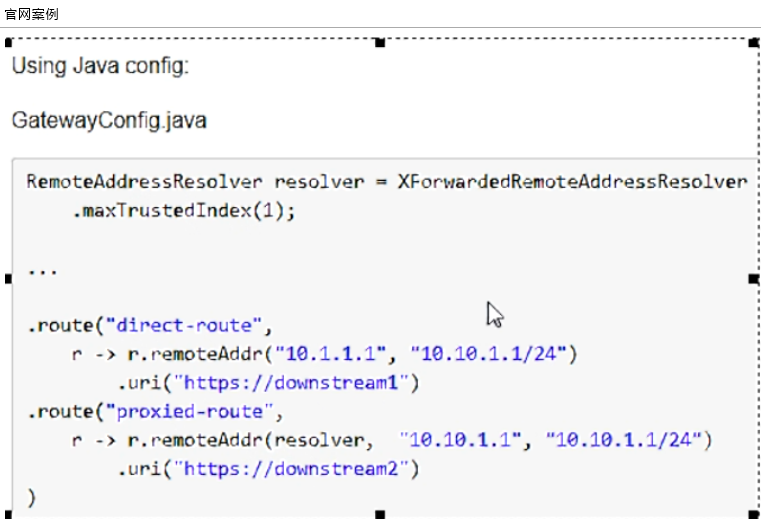 官网案例
Using Java config:
GatewayConfig.java
RemoteAddressResolver resolver = XForwardedRemoteAddressResolver
.maxTrustedIndex(1);
...
.route("direct-route",
r -> r.remoteAddr("10.1.1.1", "10.10.1.1/24")
.uri("https://downstream1")
.route("proxied-route",
r -> r.remoteAddr(resolver, "10.10.1.1", "10.10.1.1/24")
.uri("https://downstream2")
)